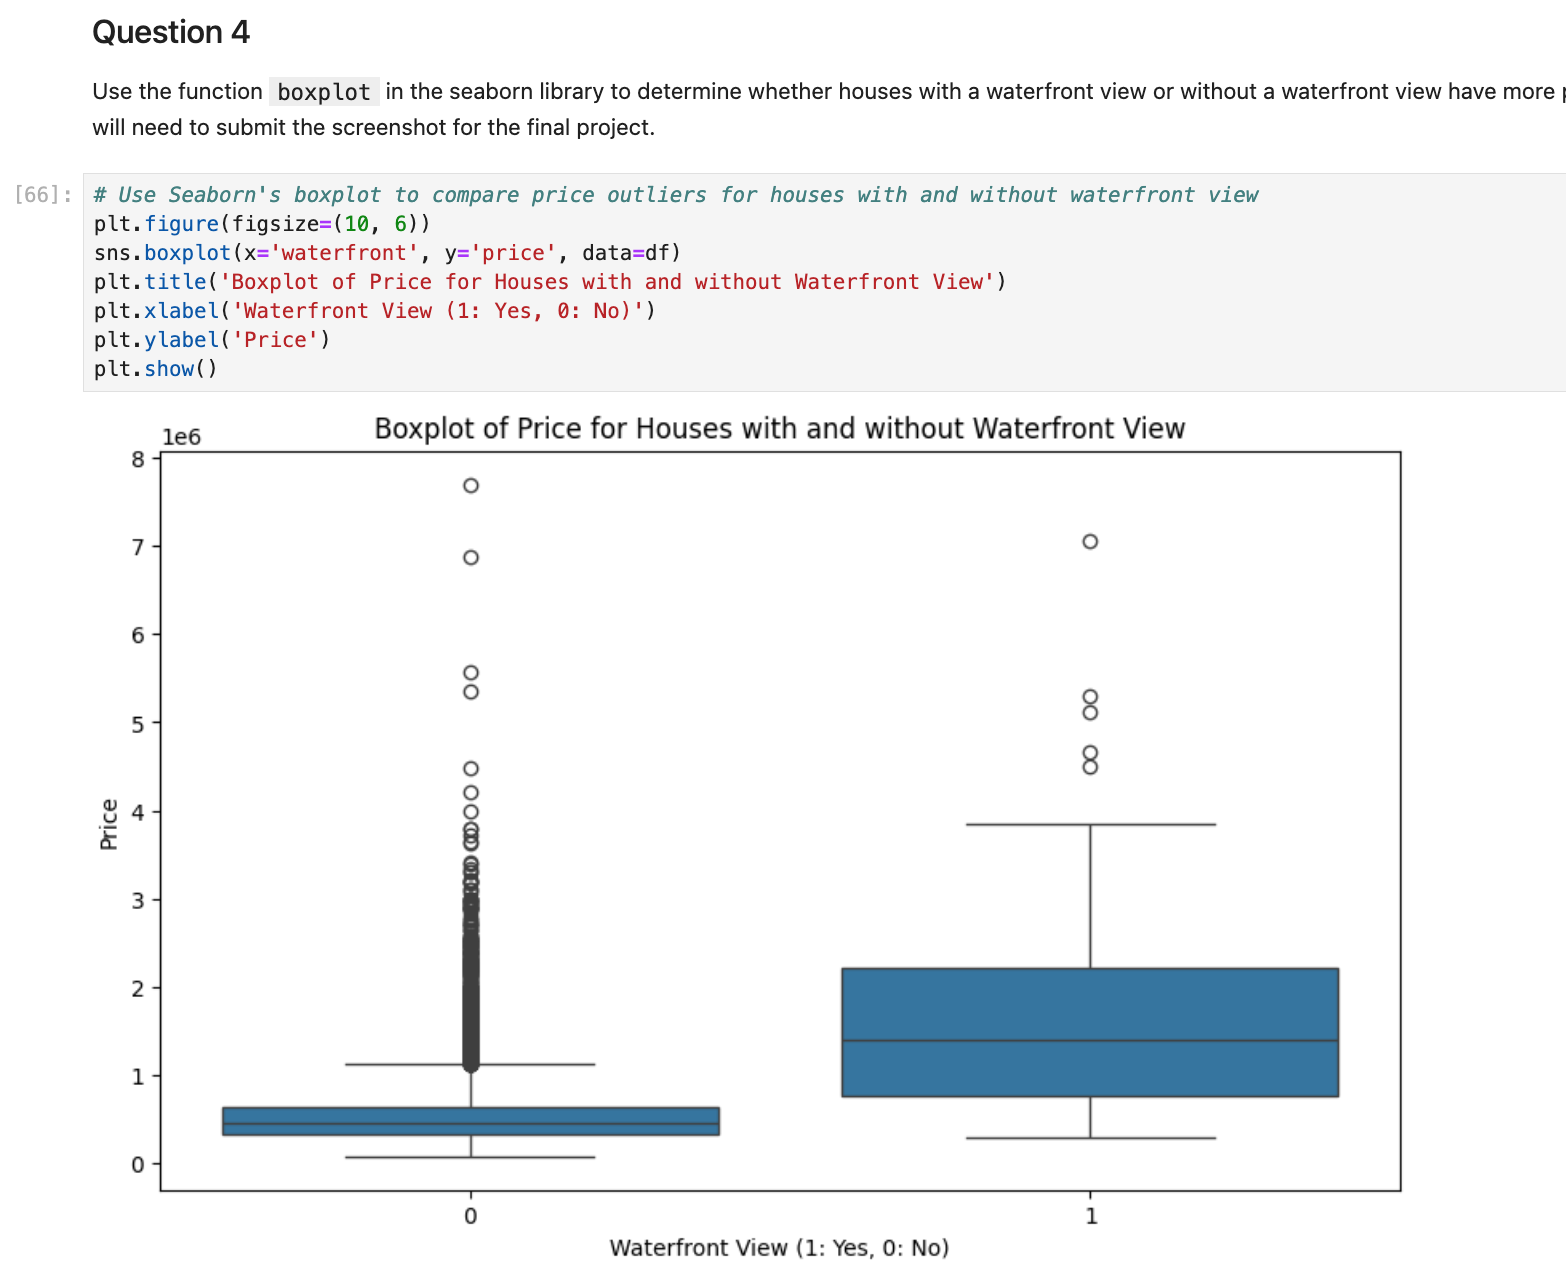 Question 4
Use the function boxplot in the seaborn library to determine whether houses with a waterfront view or without a waterfront view have more
will need to submit the screenshot for the final project.
[66]:
# Use Seaborn's boxplot to compare price outliers for houses with and without waterfront view
plt.figure(figsize=(10, 6))
sns.boxplot(x='waterfront', y='price', data=df)
plt.title('Boxplot of Price for Houses with and without Waterfront View')
plt.xlabel('Waterfront View (1: Yes, 0: No)')
plt.ylabel('Price')
plt.show()
Boxplot of Price for Houses with and without Waterfront View
1e6
8
7
6
5
4
3
2
1
0
Price
0 1
Waterfront View (1: Yes, 0: No)